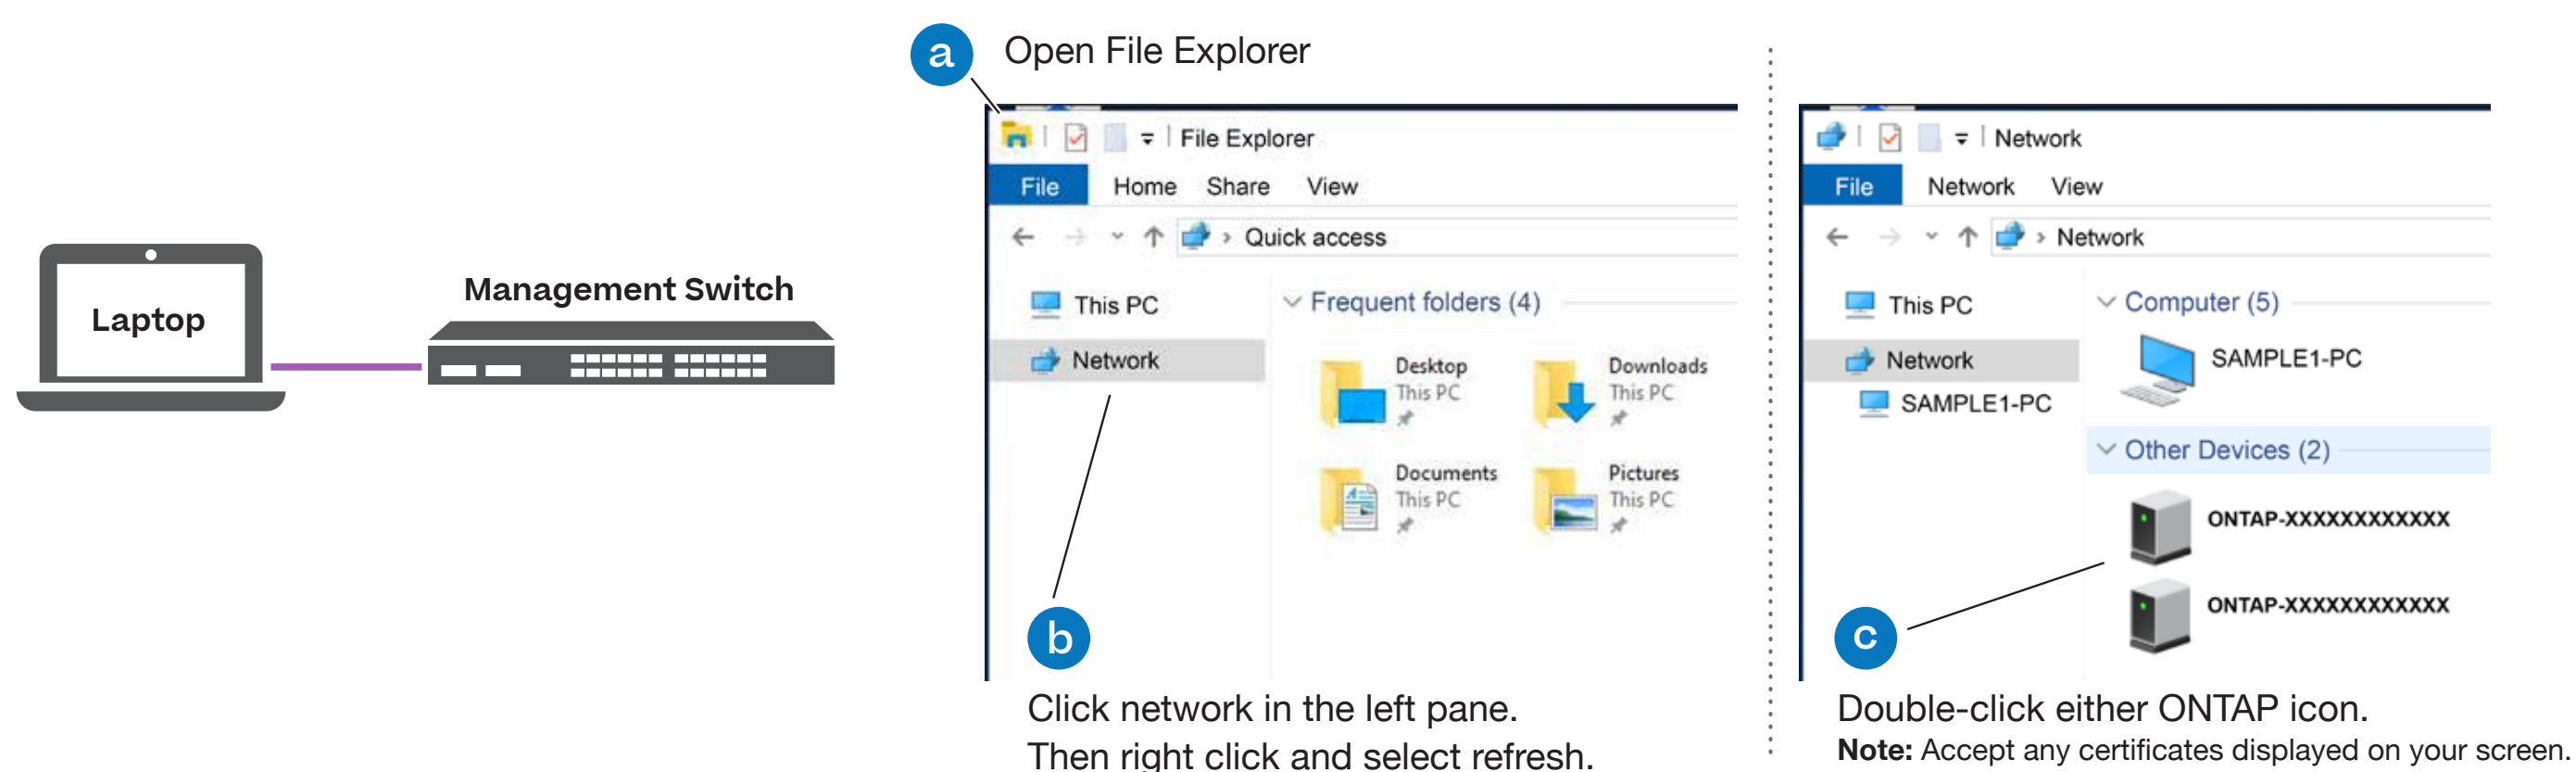 Laptop
Management Switch
a
Open File Explorer
File Explorer
File Home Share View
Quick access
This PC
Network
Frequent folders (4)
Desktop
This PC
Downloads
This PC
Documents
This PC
Pictures
This PC
b
Click network in the left pane.
Then right click and select refresh.
Network
File Network View
Network
This PC
Network
SAMPLE1-PC
Computer (5)
SAMPLE1-PC
Other Devices (2)
ONTAP-XXXXXXXXXXXX
ONTAP-XXXXXXXXXXXX
c
Double-click either ONTAP icon.
Note: Accept any certificates displayed on your screen.